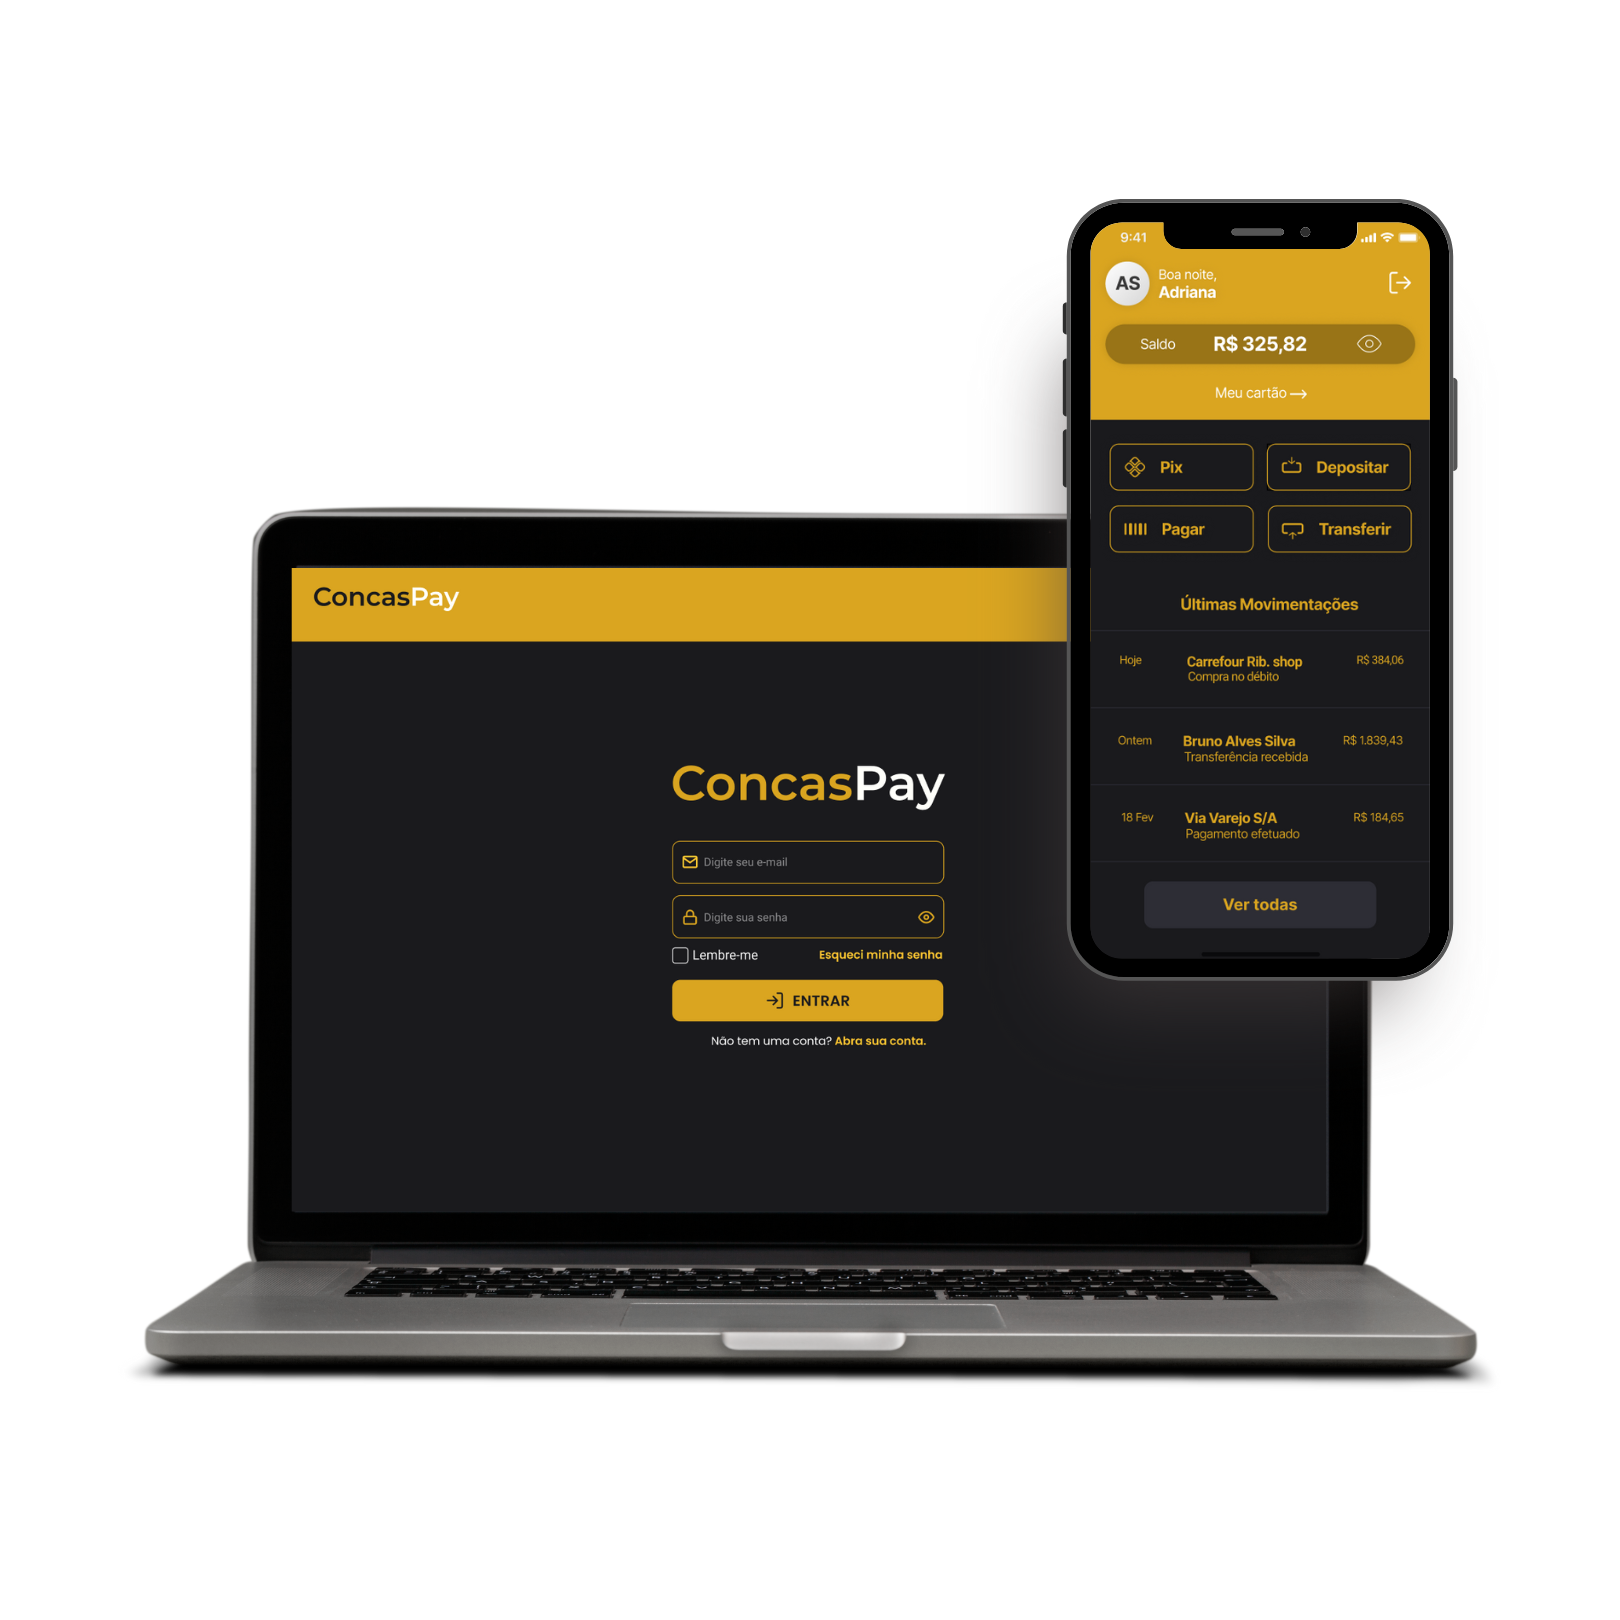 9:41
AS
Boa noite,
Adriana
Saldo R$ 325,82
Meu cartão
Pix
Depositar
Pagar
Transferir
Últimas Movimentações
Hoje Carrefour Rib. shop R$ 384,06
Compra no débito
Ontem Bruno Alves Silva R$ 1.839,43
Transferência recebida
18 Fev Via Varejo S/A R$ 184,65
Pagamento efetuado
Ver todas
ConcasPay
ConcasPay
Digite seu e-mail
Digite sua senha
Lembre-me Esqueci minha senha
ENTRAR
Não tem uma conta? Abra sua conta.